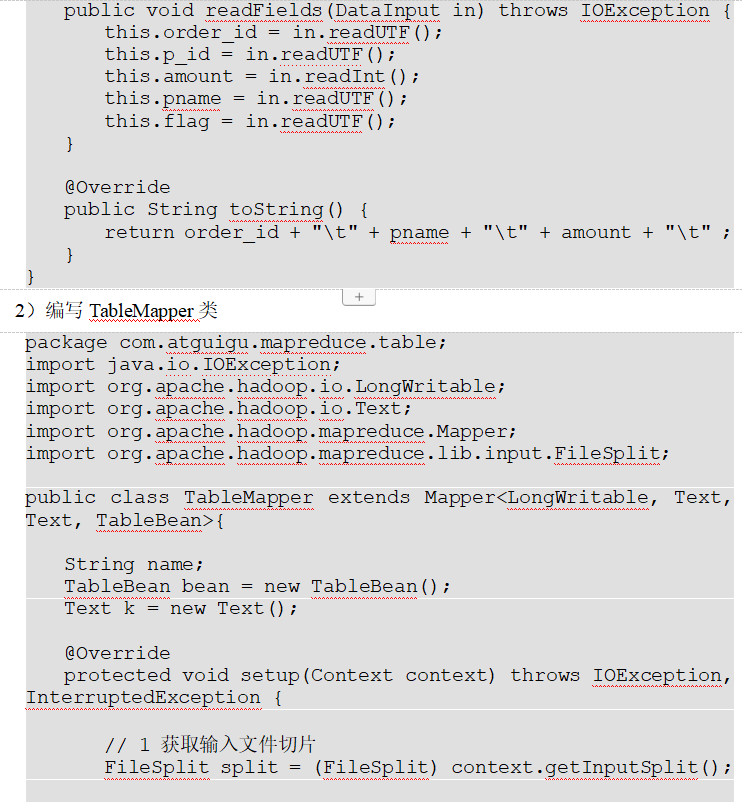 public void readFields(DataInput in) throws IOException {
this.order_id = in.readUTF();
this.p_id = in.readUTF();
this.amount = in.readInt();
this.pname = in.readUTF();
this.flag = in.readUTF();
}
@Override
public String toString() {
return order_id + "\t" + pname + "\t" + amount + "\t" ;
}
}
2）编写 TableMapper 类
package com.atguigu.mapreduce.table;
import java.io.IOException;
import org.apache.hadoop.io.LongWritable;
import org.apache.hadoop.io.Text;
import org.apache.hadoop.mapreduce.Mapper;
import org.apache.hadoop.mapreduce.lib.input.FileSplit;
public class TableMapper extends Mapper<LongWritable, Text,
Text, TableBean>{
String name;
TableBean bean = new TableBean();
Text k = new Text();
@Override
protected void setup(Context context) throws IOException,
InterruptedException {
// 1 获取输入文件切片
FileSplit split = (FileSplit) context.getInputSplit();